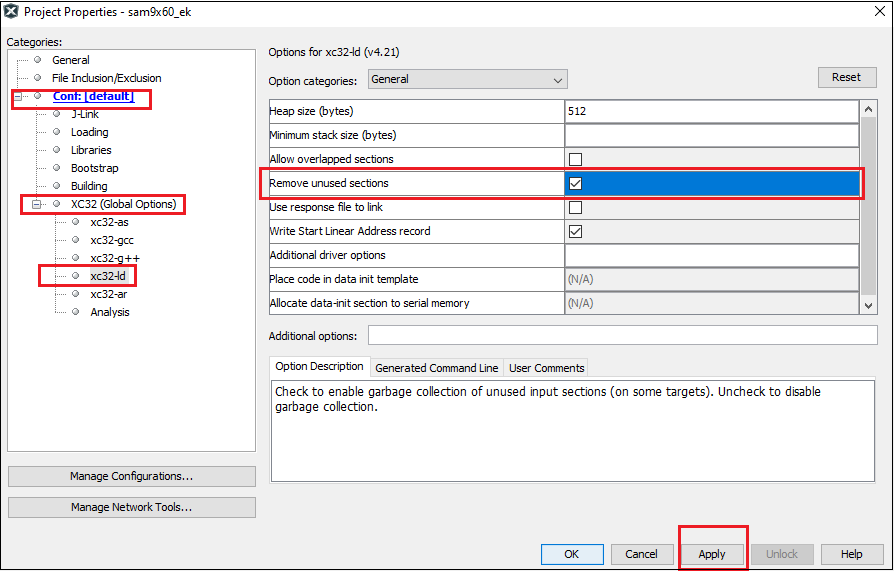 Project Properties - sam9x60_ek
Categories:
General
File Inclusion/Exclusion
Conf: [default]
J-Link
Loading
Libraries
Bootstrap
Building
XC32 (Global Options)
xc32-as
xc32-gcc
xc32-g++
xc32-ld
xc32-ar
Analysis
Manage Configurations...
Manage Network Tools...
Options for xc32-ld (v4.21)
Option categories: General Reset
Heap size (bytes) 512
Minimum stack size (bytes)
Allow overlapped sections
Remove unused sections
Use response file to link
Write Start Linear Address record
Additional driver options
Place code in data init template (N/A)
Allocate data-init section to serial memory (N/A)
Additional options:
Option Description Generated Command Line User Comments
Check to enable garbage collection of unused input sections (on some targets). Uncheck to disable
garbage collection.
OK Cancel Apply Unlock Help